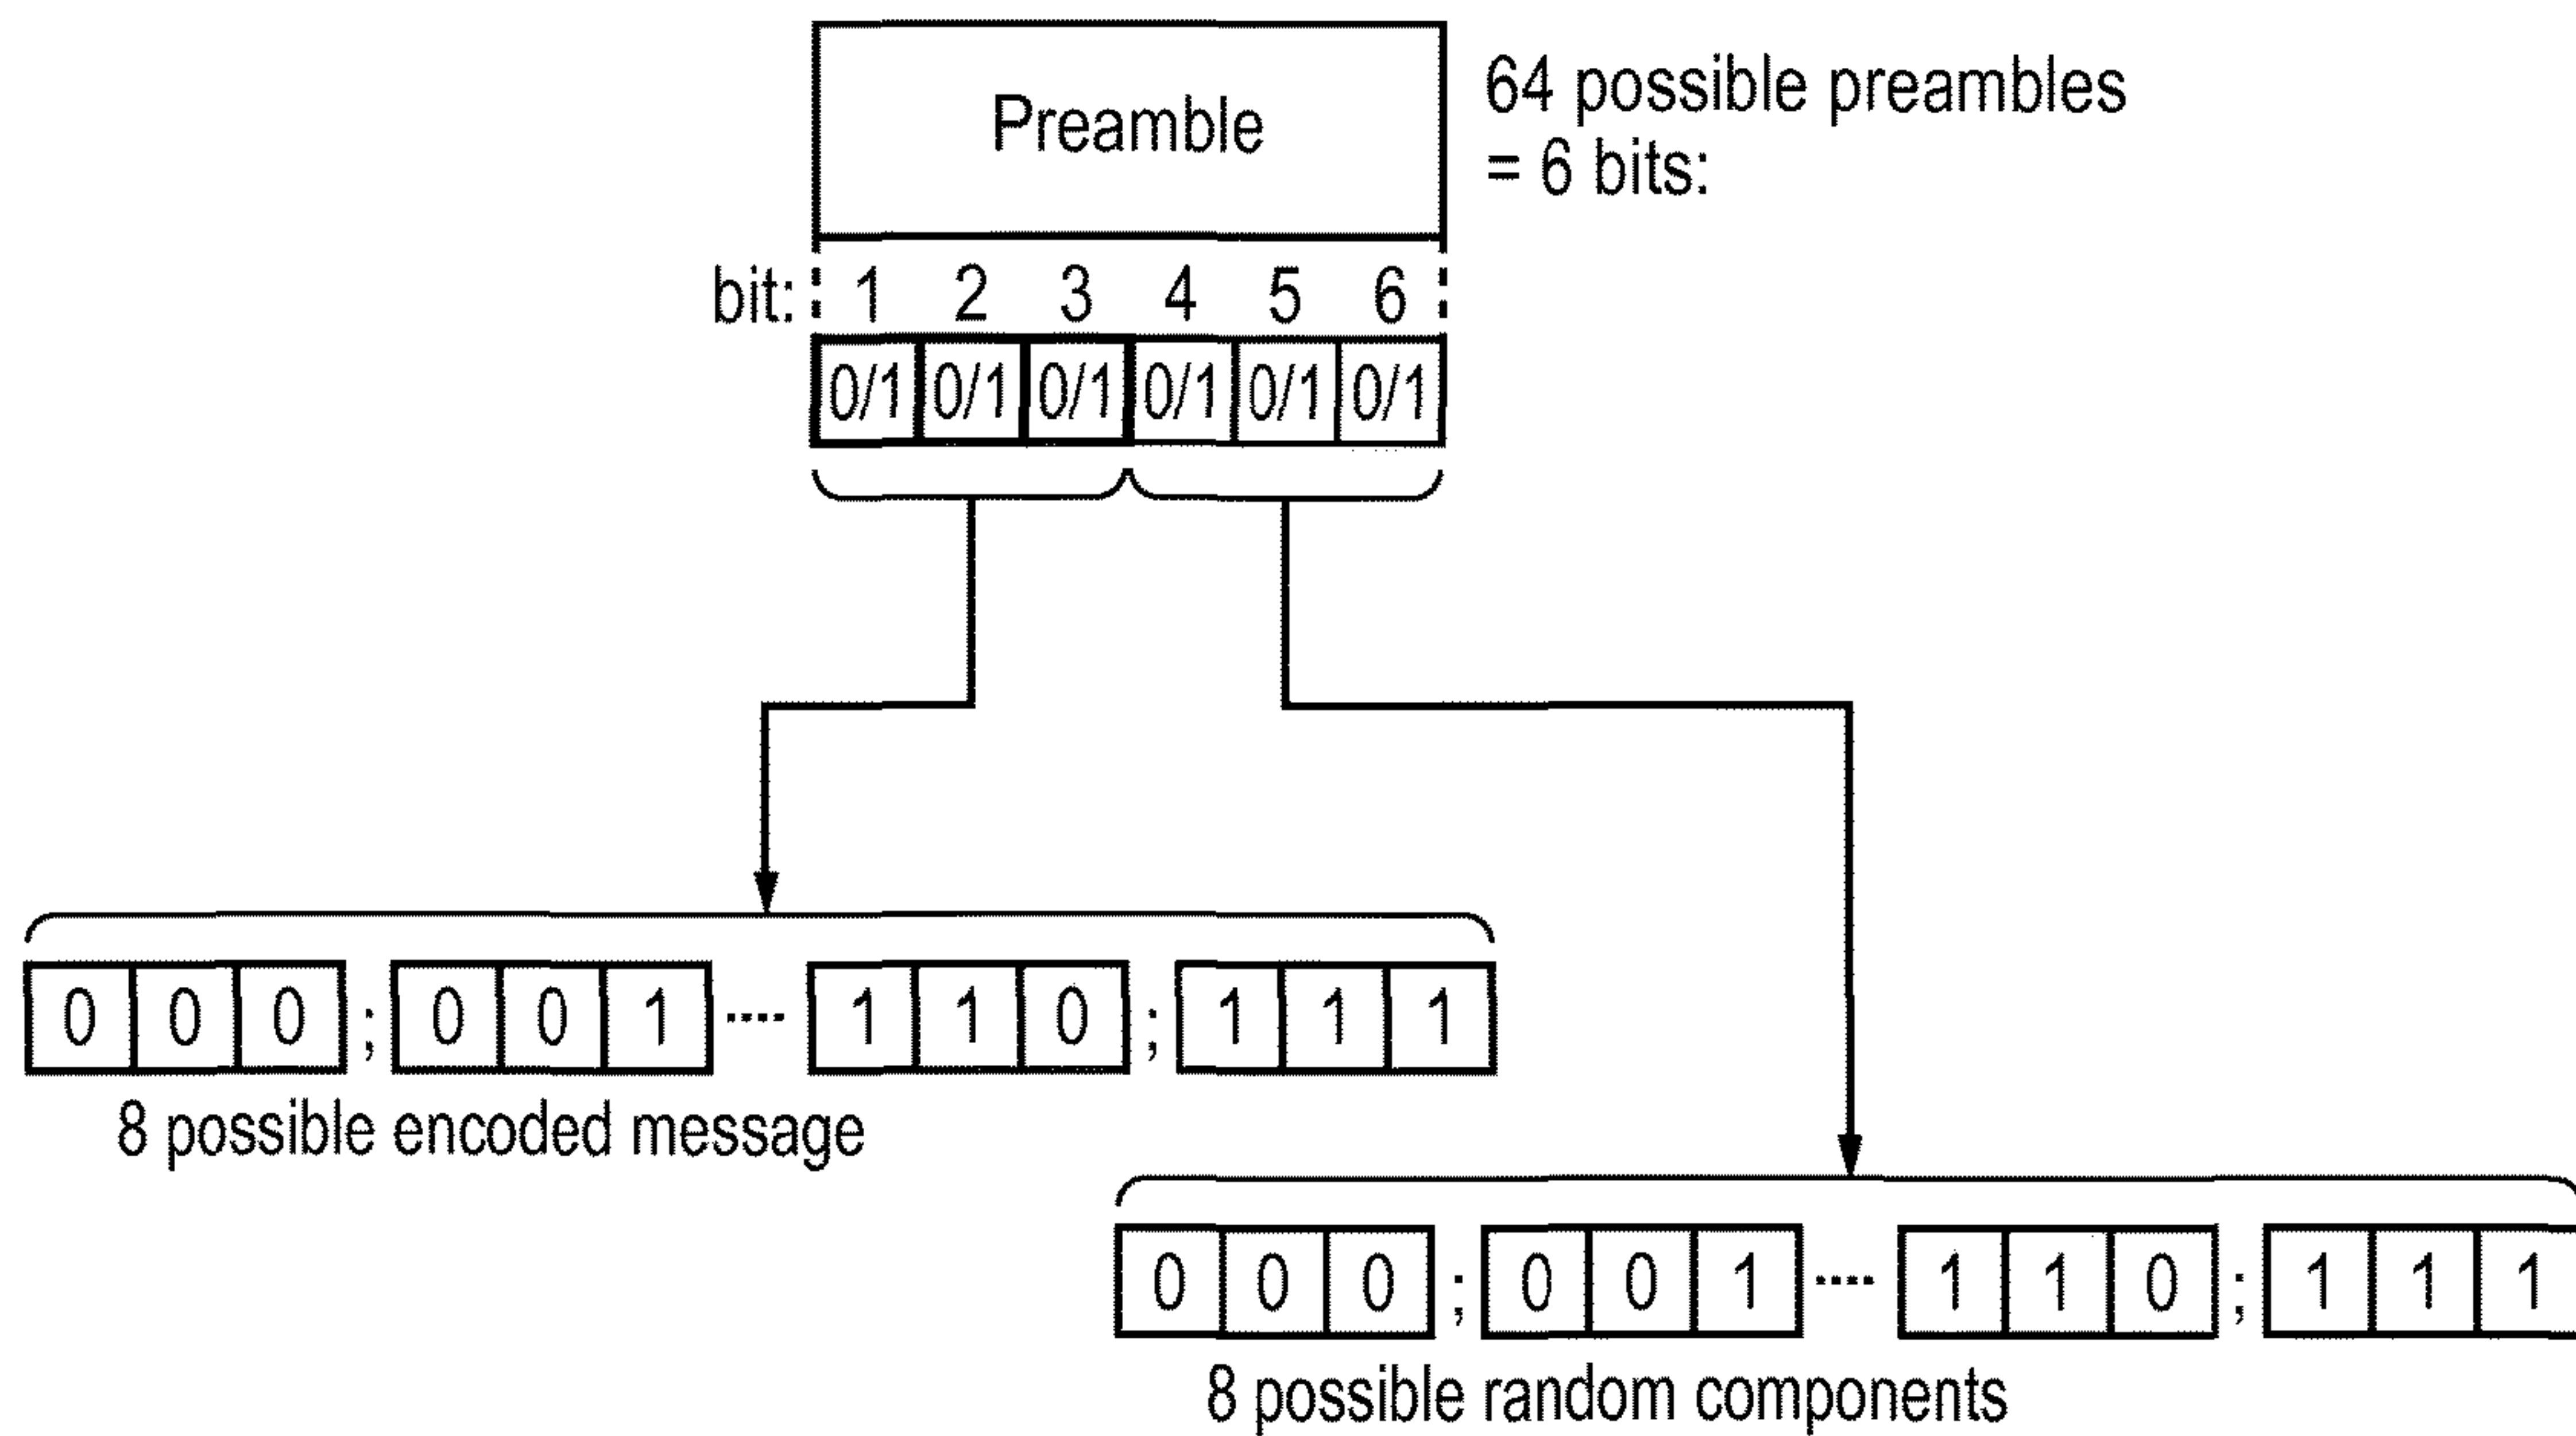 Preamble
64 possible preambles
= 6 bits:
bit: 1 2 3 4 5 6
0/1 0/1 0/1 0/1 0/1 0/1
0 0 0 ; 0 0 1 ···· 1 1 0 ; 1 1 1
8 possible encoded message
0 0 0 ; 0 0 1 ···· 1 1 0 ; 1 1 1
8 possible random components